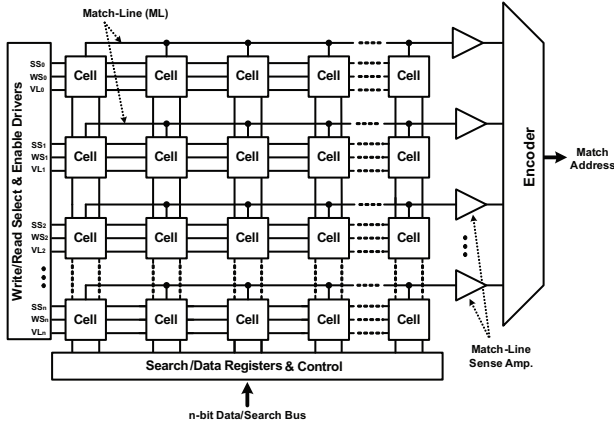 Match-Line (ML)
Write/Read Select & Enable Drivers
SS0
WS0
VL0
Cell Cell Cell Cell Cell
SS1
WS1
VL1
Cell Cell Cell Cell Cell
SS2
WS2
VL2
Cell Cell Cell Cell Cell
SSn
WSn
VLn
Cell Cell Cell Cell Cell
Encoder
Match
Address
Match-Line
Sense Amp.
Search/Data Registers & Control
n-bit Data/Search Bus